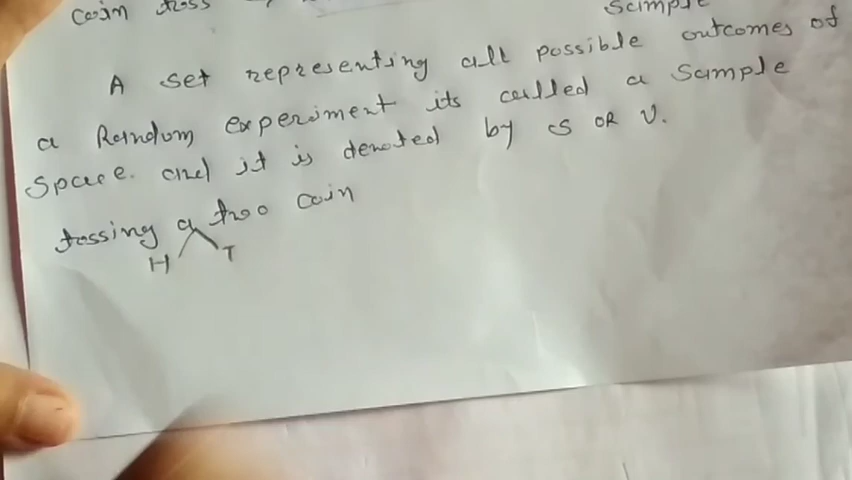 coin toss
sample
A set representing all possible outcomes of
a Random experiment its called a sample
space. and it is denoted by s OR U.
tossing a two coin
H T